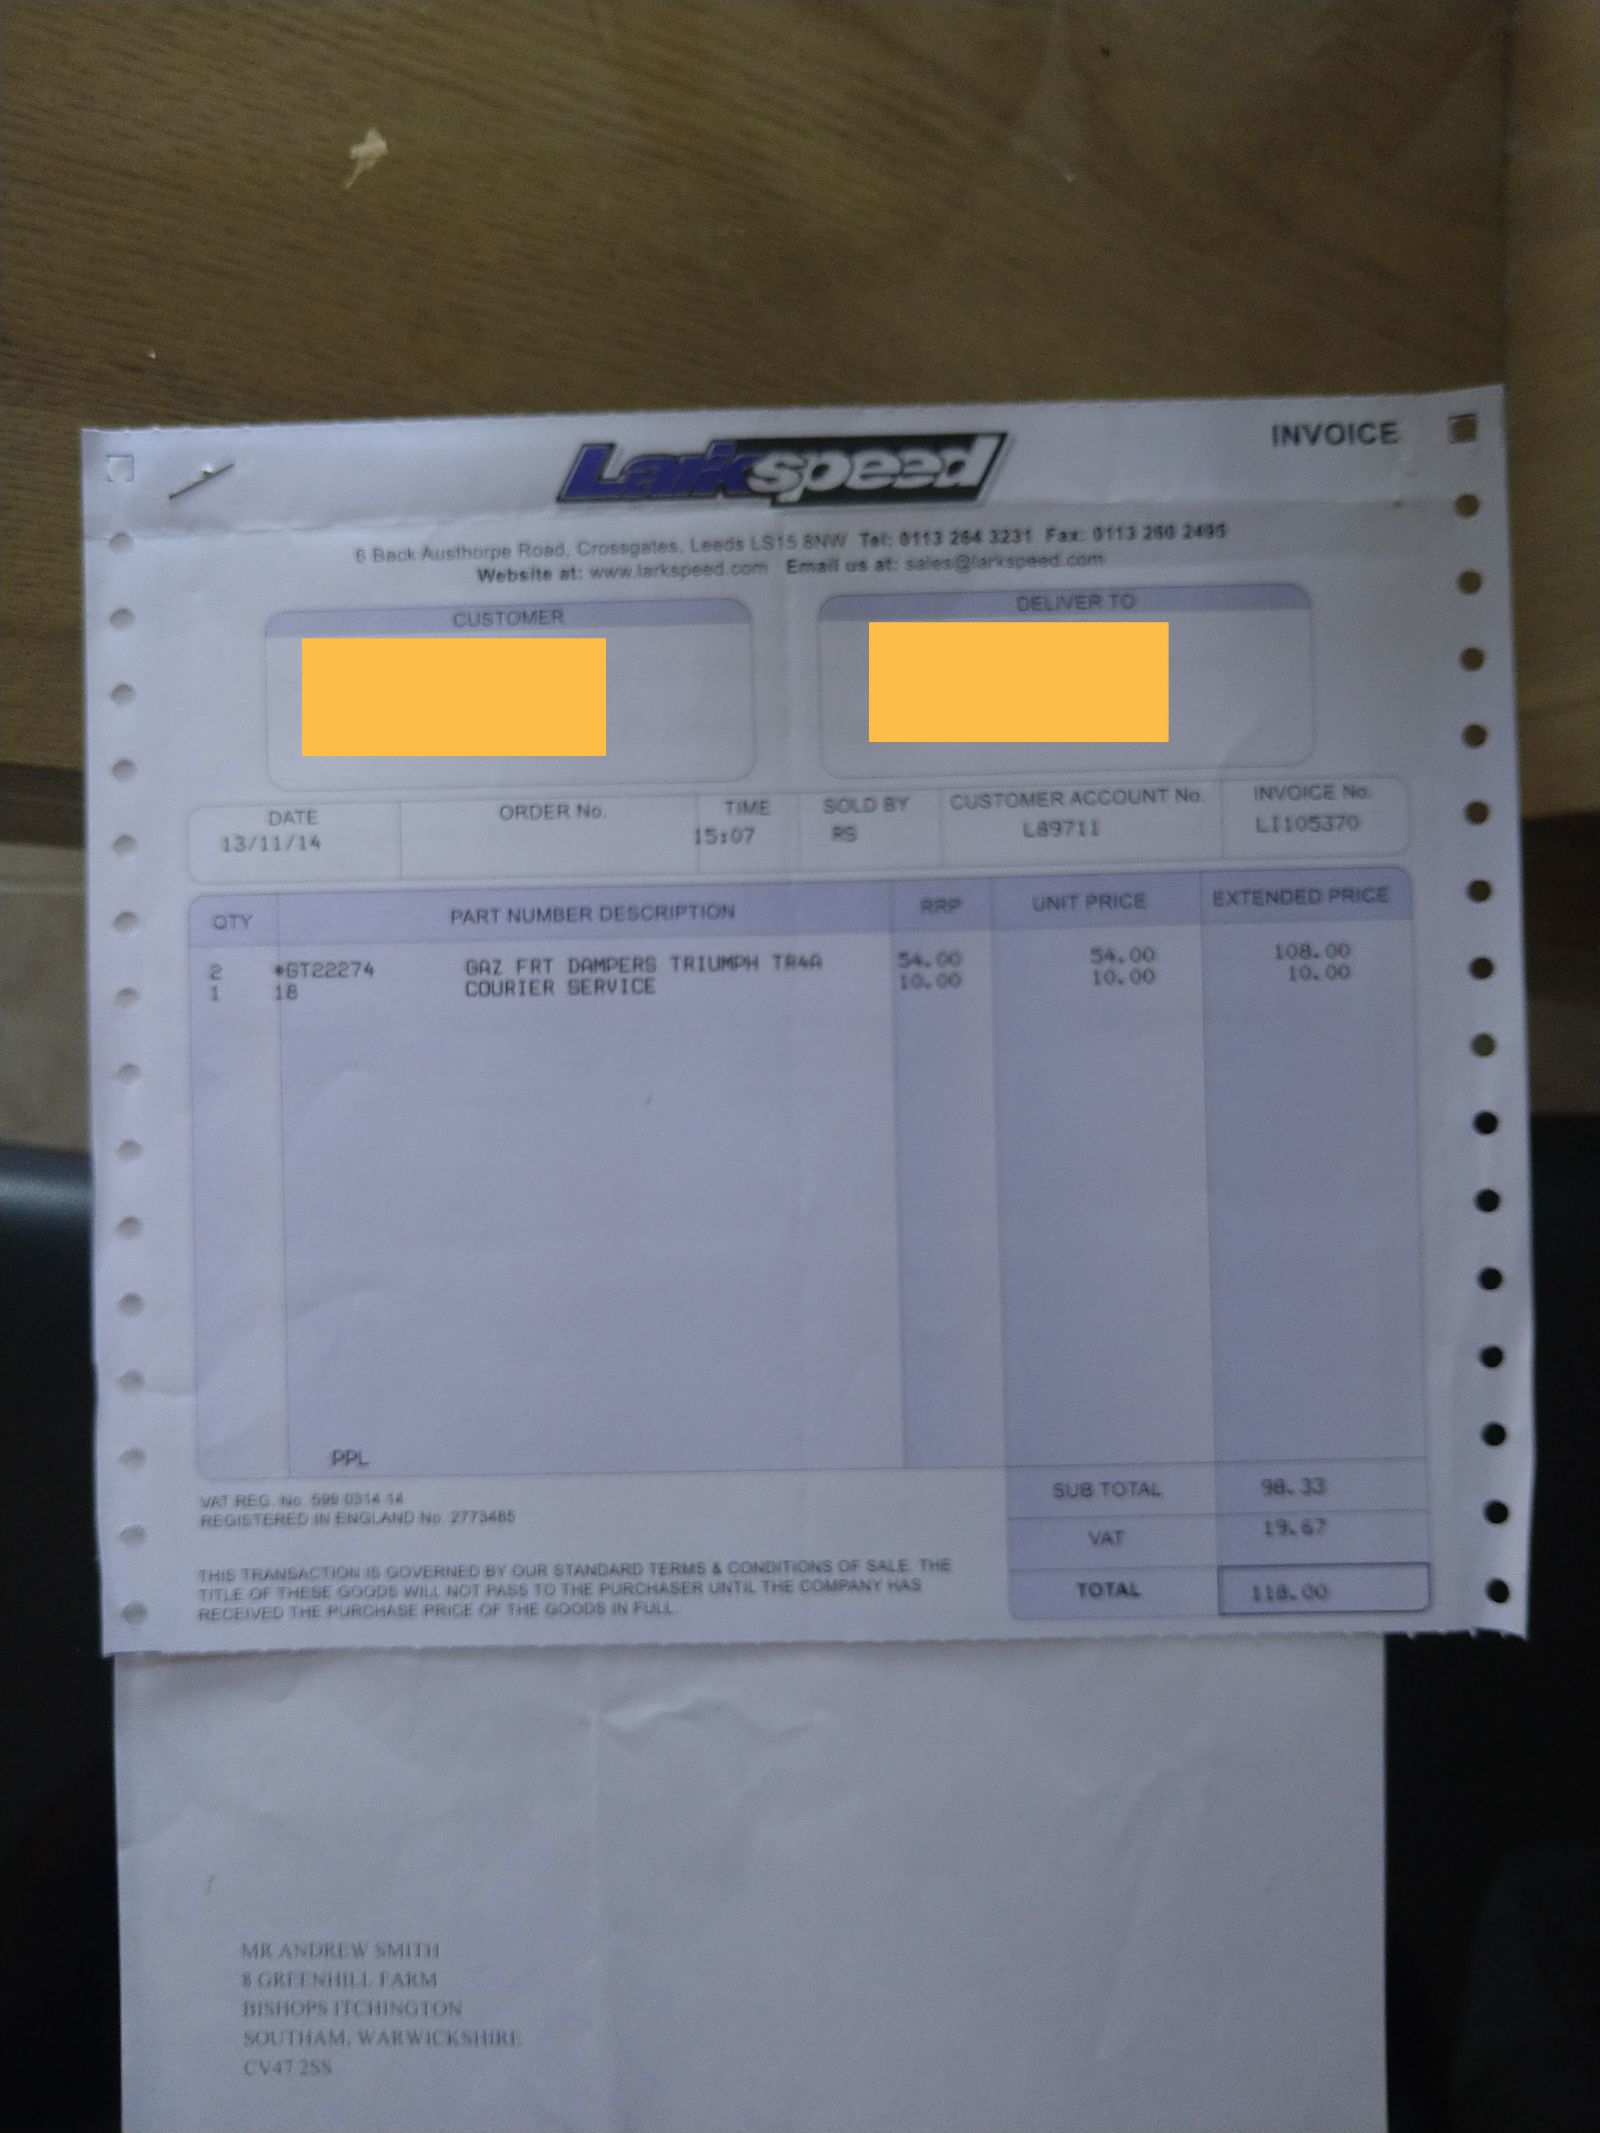 INVOICE
Larkspeed
6 Back Austhorpe Road, Crossgates, Leeds LS15 8NW Tel: 0113 264 3231 Fax: 0113 260 2495
Website at: www.larkspeed.com Email us at: sales@larkspeed.com
CUSTOMER
DELIVER TO
DATE ORDER No. TIME SOLD BY CUSTOMER ACCOUNT No. INVOICE No.
13/11/14 15:07 RS L89711 LI105370
QTY PART NUMBER DESCRIPTION RRP UNIT PRICE EXTENDED PRICE
2 *GT22274 GAZ FRT DAMPERS TRIUMPH TR4A 54.00 54.00 108.00
1 18 COURIER SERVICE 10.00 10.00 10.00
PPL
SUB TOTAL 98.33
VAT 19.67
TOTAL 118.00
VAT REG. No. 599 0314 14
REGISTERED IN ENGLAND No. 2773485
THIS TRANSACTION IS GOVERNED BY OUR STANDARD TERMS & CONDITIONS OF SALE. THE
TITLE OF THESE GOODS WILL NOT PASS TO THE PURCHASER UNTIL THE COMPANY HAS
RECEIVED THE PURCHASE PRICE OF THE GOODS IN FULL.
MR ANDREW SMITH
8 GREENHILL FARM
BISHOPS ITCHINGTON
SOUTHAM, WARWICKSHIRE
CV47 2SS